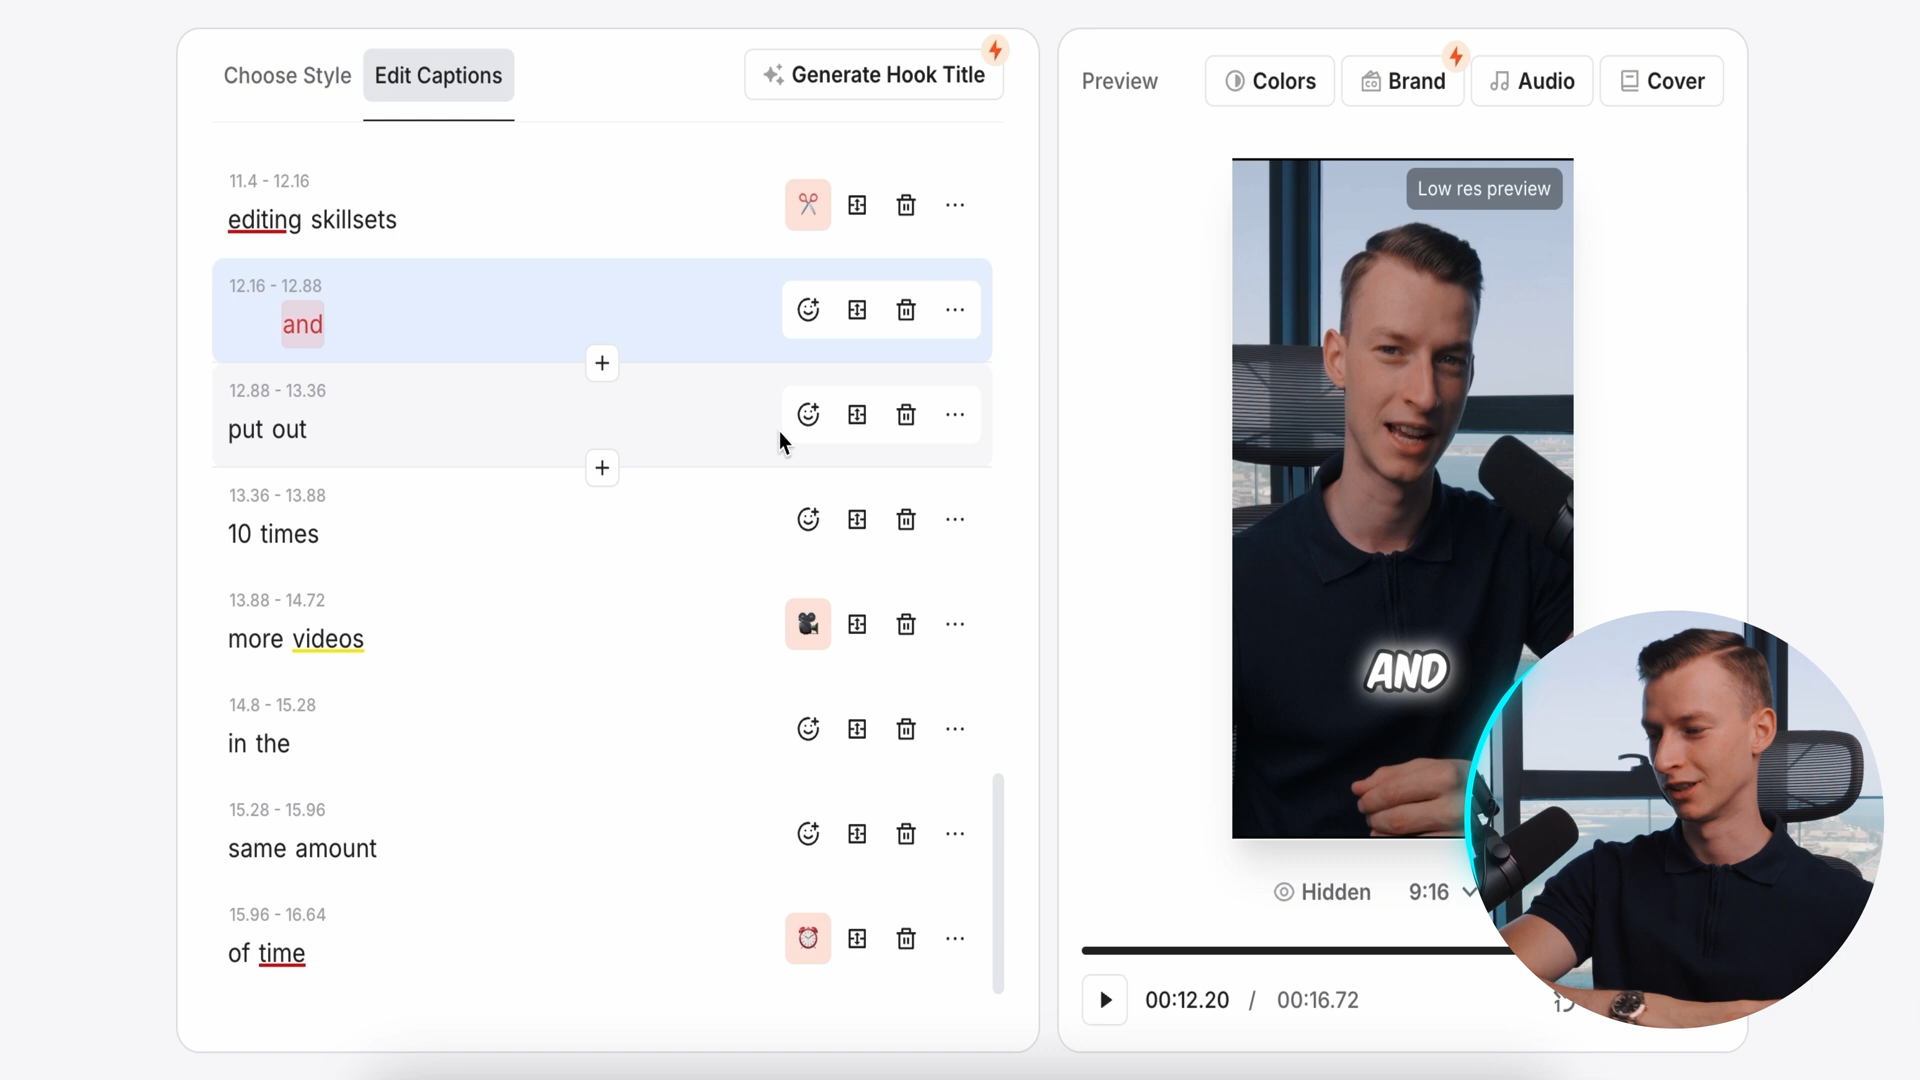 Choose Style
Edit Captions
Generate Hook Title
11.4 - 12.16
editing skillsets
12.16 - 12.88
and
12.88 - 13.36
put out
13.36 - 13.88
10 times
13.88 - 14.72
more videos
14.8 - 15.28
in the
15.28 - 15.96
same amount
15.96 - 16.64
of time
Preview
Colors
Brand
Audio
Cover
Low res preview
AND
Hidden
9:16
00:12.20 / 00:16.72